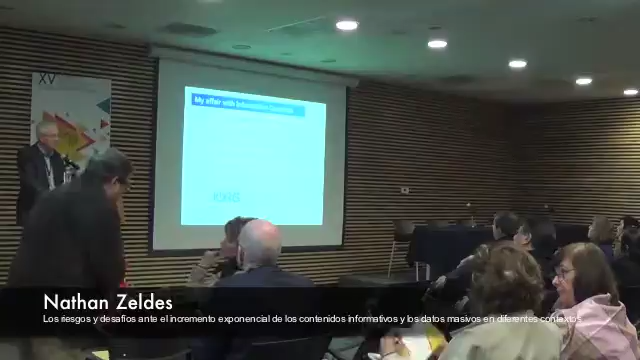 XV
My affair with Information Overload
IORG
Nathan Zeldes
Los riesgos y desafíos ante el incremento exponencial de los contenidos informativos y los datos masivos en diferentes contextos